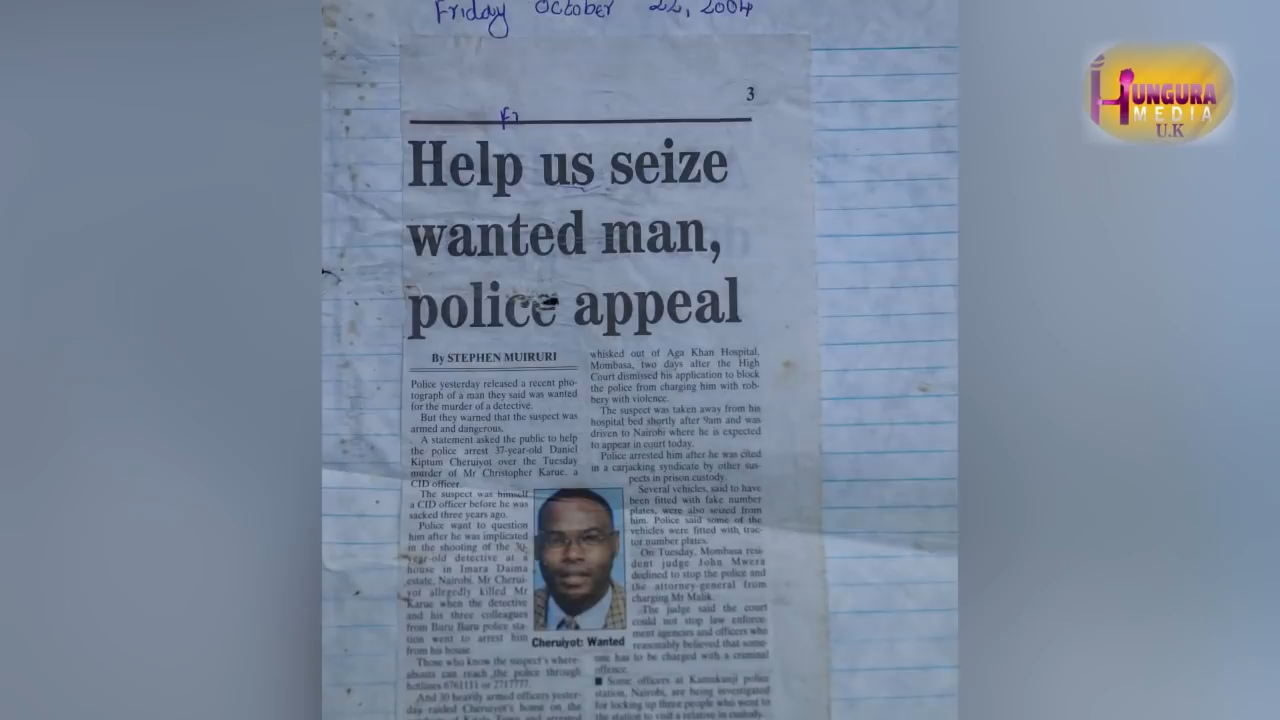 Friday October 22, 2004
3
Help us seize
wanted man,
police appeal
By STEPHEN MUIRURI
Police yesterday released a recent pho-
tograph of a man they said was wanted
for the murder of a detective.
But they warned that the suspect was
armed and dangerous.
A statement asked the public to help
the police arrest 37-year-old Daniel
Kiptum Cheruiyot over the Tuesday
murder of Mr Christopher Karue, a
CID officer.
The suspect was himself
a CID officer before he was
sacked three years ago.
Police want to question
him after he was implicated
in the shooting of the 30-
year-old detective at a
house in Imara Daima
estate, Nairobi. Mr Cherui-
yot allegedly killed Mr
Karue when the detective
and his three colleagues
from Buru Buru police sta-
tion went to arrest him
from his house.
Those who know the suspect's where-
abouts can reach the police through
hotlines 6761111 or 2717777.
And 30 heavily armed officers yester-
day raided Cheruiyot's home on the
Cheruiyot: Wanted
whisked out of Aga Khan Hospital,
Mombasa, two days after the High
Court dismissed his application to block
the police from charging him with rob-
bery with violence.
The suspect was taken away from his
hospital bed shortly after 9am and was
driven to Nairobi where he is expected
to appear in court today.
Police arrested him after he was cited
in a carjacking syndicate by other sus-
pects in prison custody.
Several vehicles, said to have
been fitted with fake number
plates, were also seized from
him. Police said some of the
vehicles were fitted with trac-
tor number plates.
On Tuesday, Mombasa resi-
dent judge John Mwera
declined to stop the police and
the attorney-general from
charging Mr Malik.
The judge said the court
could not stop law enforce-
ment agencies and officers who
reasonably believed that some-
one has to be charged with a criminal
offence.
■ Some officers at Kamukunji police
station, Nairobi, are being investigated
for locking up three people who went to
the station to visit a relative in custody.
HUNGURA
MEDIA
U.K